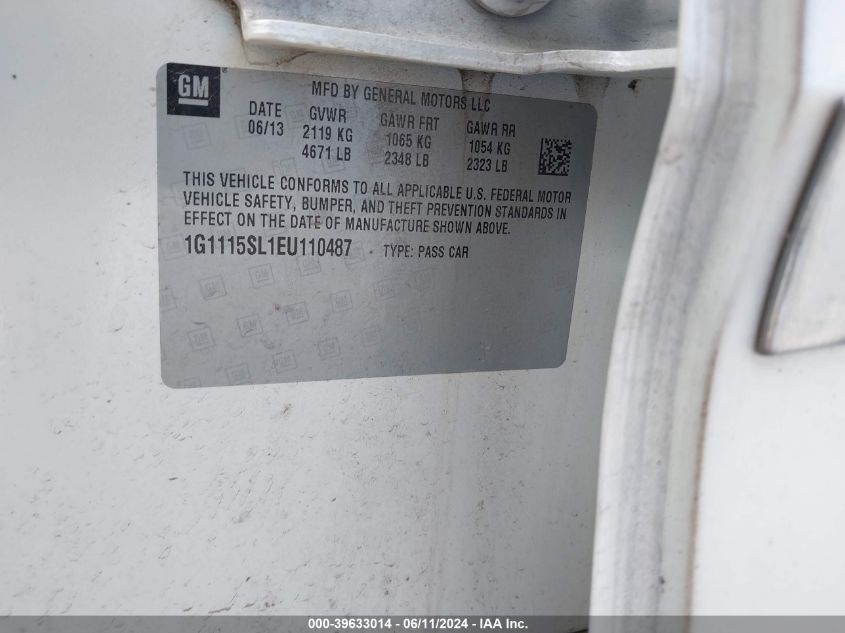 GM
MFD BY GENERAL MOTORS LLC
DATE GVWR GAWR FRT GAWR RR
06/13 2119 KG 1065 KG 1054 KG
4671 LB 2348 LB 2323 LB
THIS VEHICLE CONFORMS TO ALL APPLICABLE U.S. FEDERAL MOTOR
VEHICLE SAFETY, BUMPER, AND THEFT PREVENTION STANDARDS IN
EFFECT ON THE DATE OF MANUFACTURE SHOWN ABOVE.
1G1115SL1EU110487 TYPE: PASS CAR
000-39633014 - 06/11/2024 - IAA Inc.